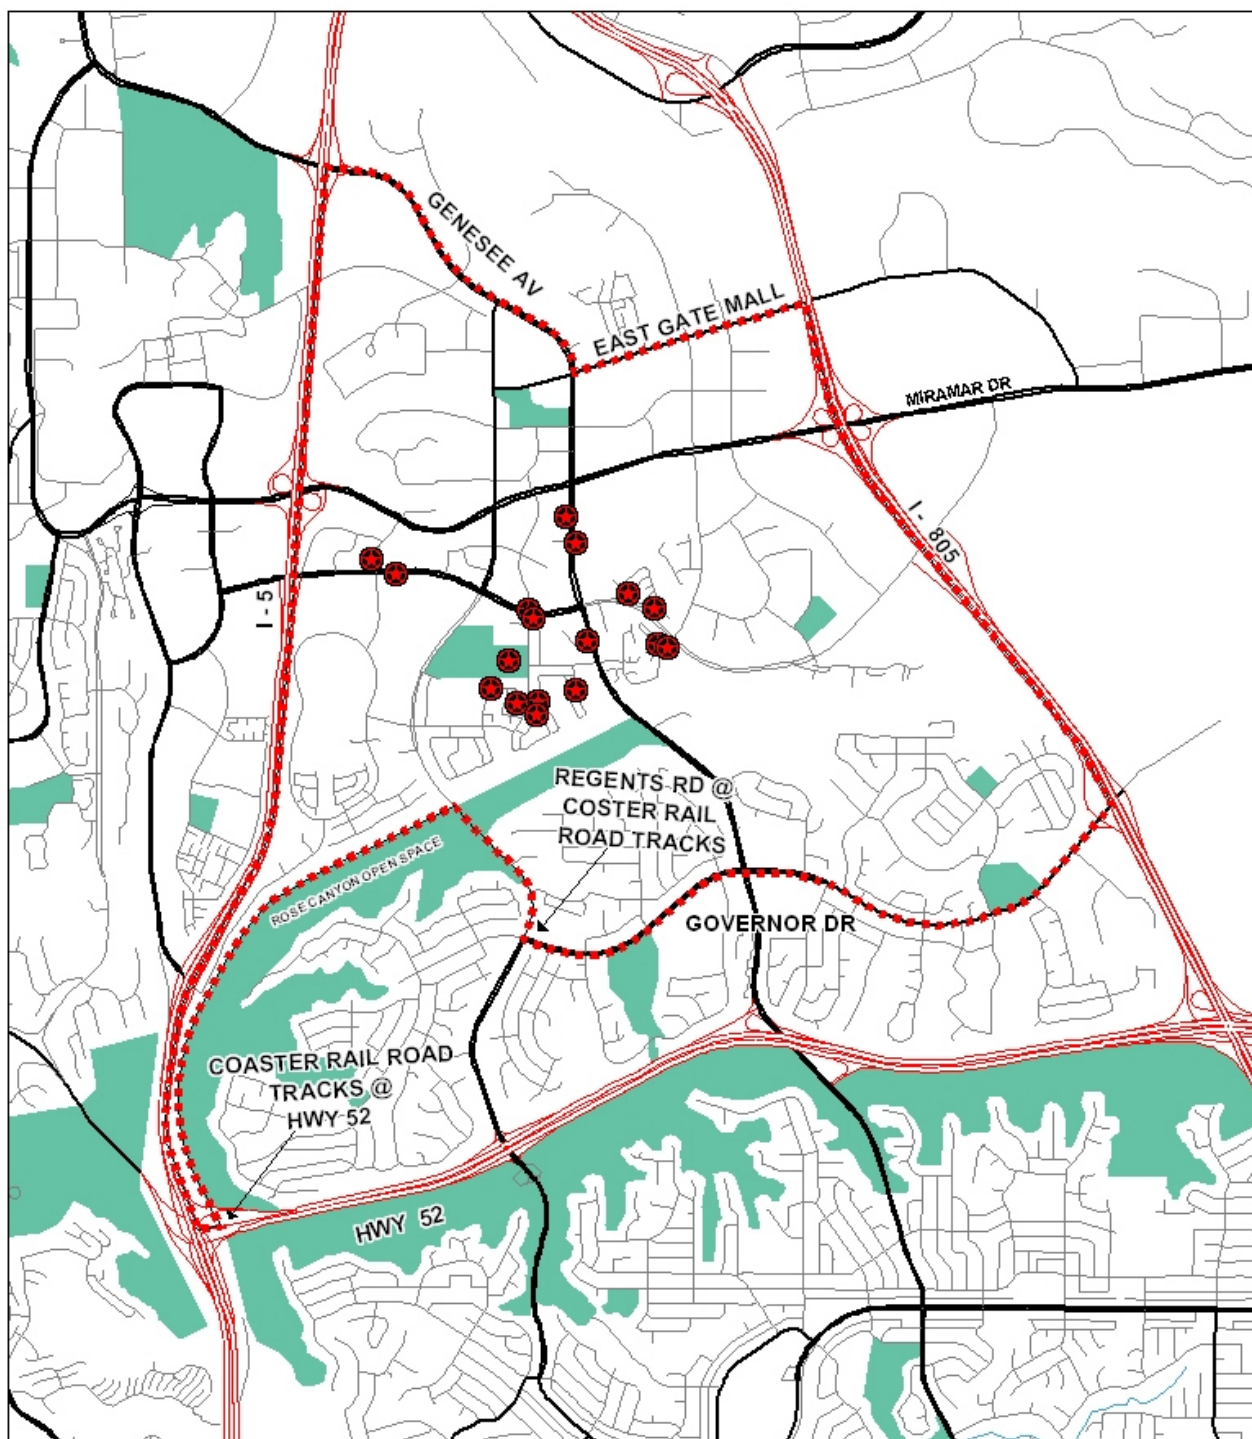 GENESEE AV
EAST GATE MALL
MIRAMAR DR
I - 805
I - 5
REGENTS RD @
COSTER RAIL
ROAD TRACKS
ROSE CANYON OPEN SPACE
GOVERNOR DR
COASTER RAIL ROAD
TRACKS @
HWY 52
HWY 52